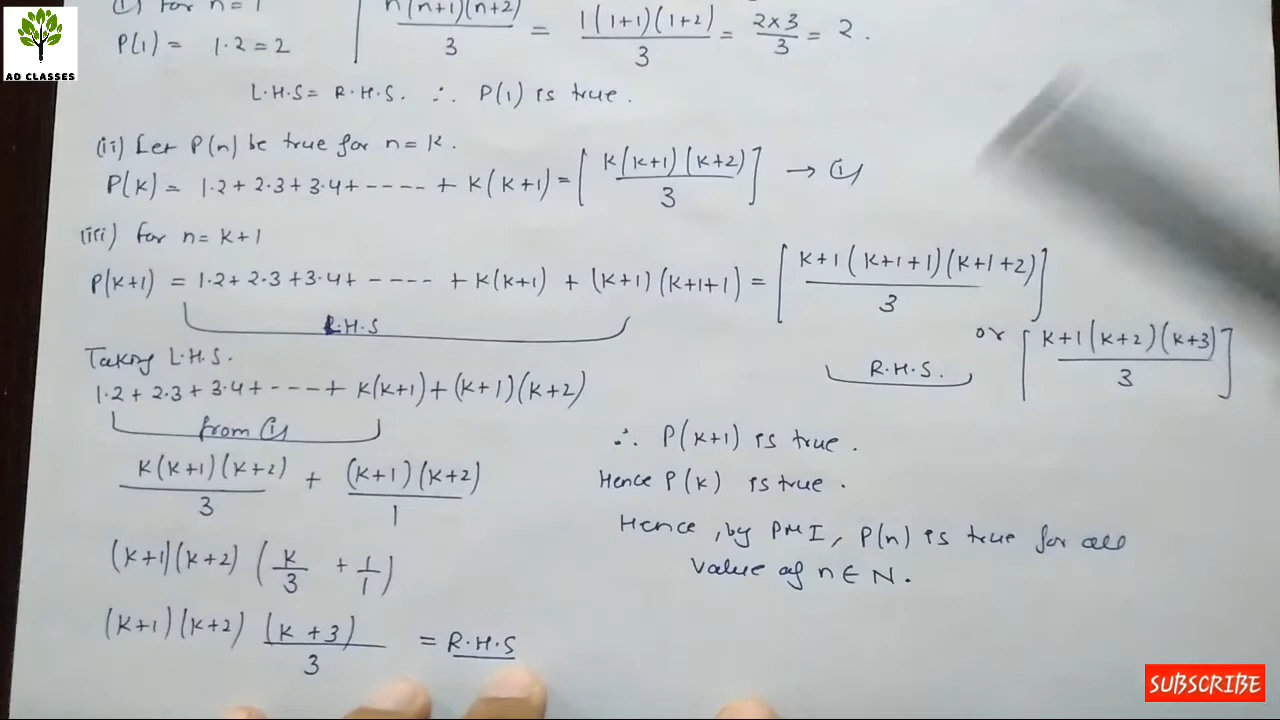 (i) for n = 1
n(n+1)(n+2)/3 = 1(1+1)(1+2)/3 = 2×3/3 = 2.
P(1) = 1·2 = 2
AO CLASSES
L·H·S = R·H·S. ∴ P(1) is true.
(ii) Let P(n) be true for n = K.
P(K) = 1·2 + 2·3 + 3·4 + ---- + K(K+1) = [K(K+1)(K+2)/3] → (1)
(iii) for n = K+1
P(K+1) = 1·2 + 2·3 + 3·4 + ---- + K(K+1) + (K+1)(K+1+1) = [K+1(K+1+1)(K+1+2)/3]
R·H·S
or [K+1(K+2)(K+3)/3]
R·H·S.
Taking L·H·S.
1·2 + 2·3 + 3·4 + --- + K(K+1) + (K+1)(K+2)
from (1)
K(K+1)(K+2)/3 + (K+1)(K+2)/1
(K+1)(K+2) (K/3 + 1/1)
(K+1)(K+2) (K+3)/3 = R·H·S
∴ P(K+1) is true.
Hence P(K) is true.
Hence, by PMI, P(n) is true for all
value of n ∈ N.
SUBSCRIBE